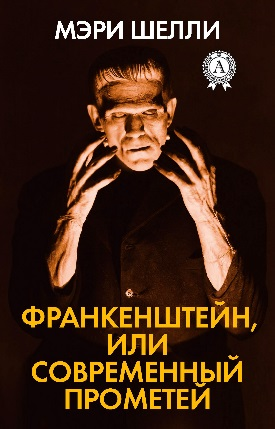 МЭРИ ШЕЛЛИ
А
ФРАНКЕНШТЕЙН,
ИЛИ
СОВРЕМЕННЫЙ
ПРОМЕТЕЙ